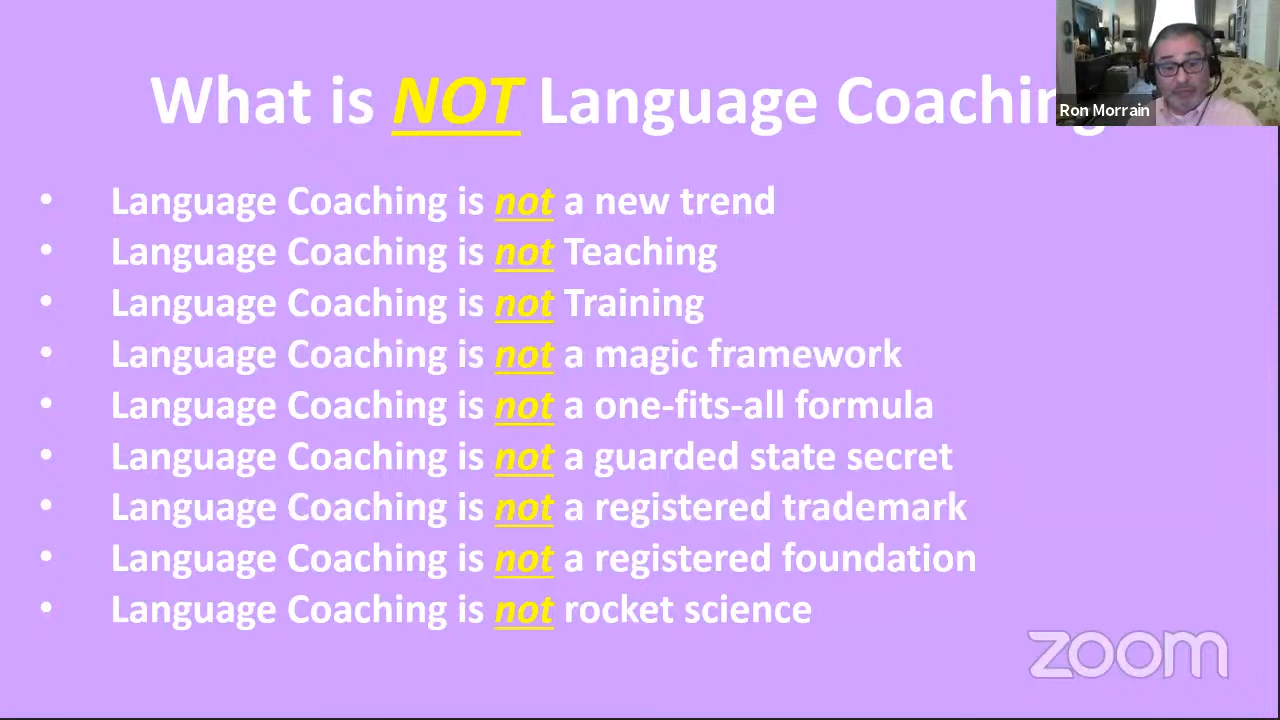 What is NOT Language Coaching
Ron Morrain
• Language Coaching is not a new trend
• Language Coaching is not Teaching
• Language Coaching is not Training
• Language Coaching is not a magic framework
• Language Coaching is not a one-fits-all formula
• Language Coaching is not a guarded state secret
• Language Coaching is not a registered trademark
• Language Coaching is not a registered foundation
• Language Coaching is not rocket science
zoom